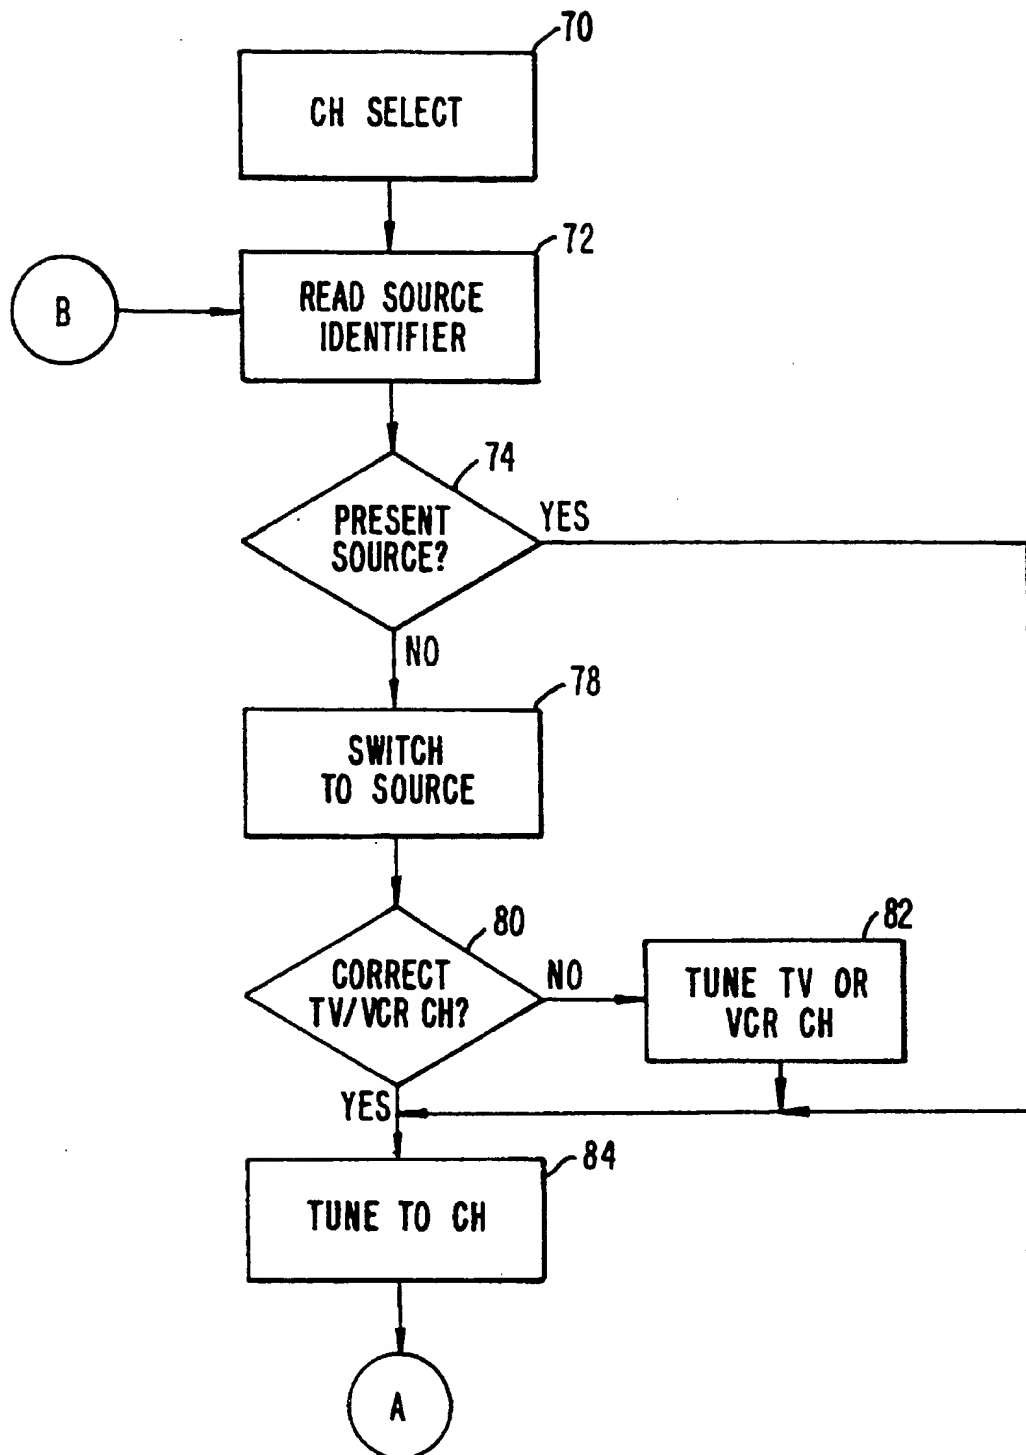 70
CH SELECT
72
B
READ SOURCE
IDENTIFIER
74
PRESENT
SOURCE?
YES
NO
78
SWITCH
TO SOURCE
80
CORRECT
TV/VCR CH?
NO
82
TUNE TV OR
VCR CH
YES
84
TUNE TO CH
A